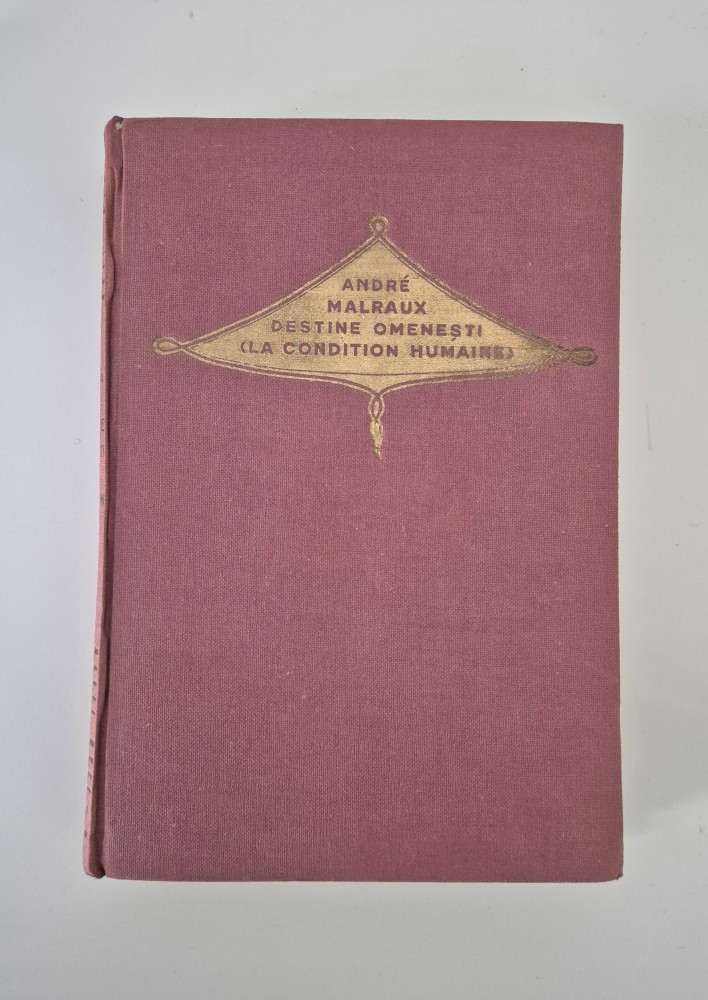 ANDRÉ
MALRAUX
DESTINE OMENEȘTI
(LA CONDITION HUMAINE)